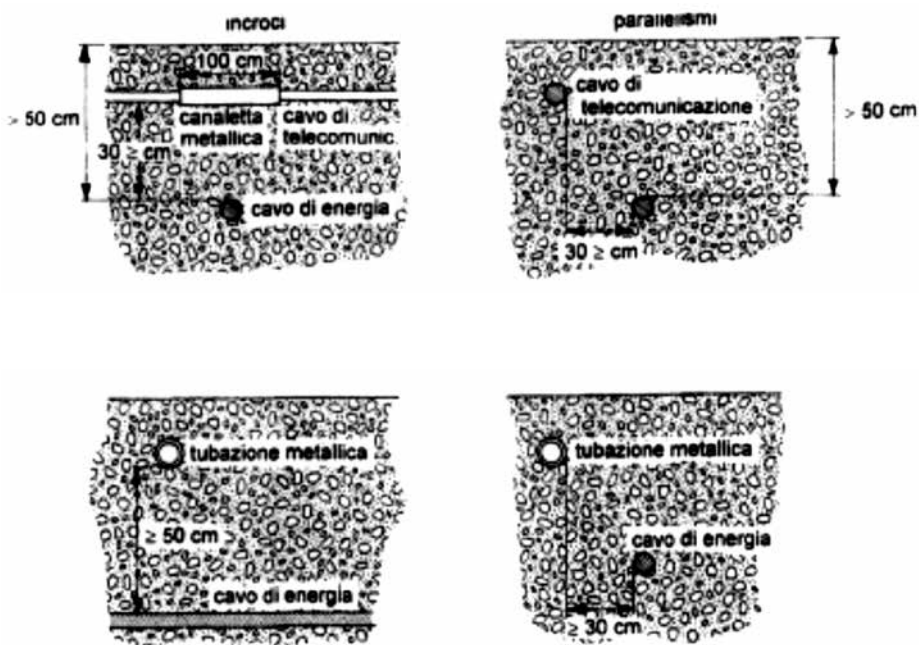 incroci
100 cm
> 50 cm
canaletta
metallica
cavo di
telecomunic.
30 ≥ cm
cavo di energia
parallelismi
cavo di
telecomunicazione
> 50 cm
30 ≥ cm
tubazione metallica
≥ 50 cm >
cavo di energia
tubazione metallica
cavo di energia
≥ 30 cm